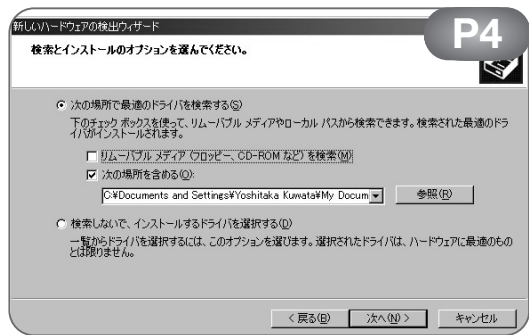 新しいハードウェアの検出ウィザード
P4
検索とインストールのオプションを選んでください。
次の場所で最適のドライバを検索する(S)
下のチェック ボックスを使って、リムーバブル メディアやローカル パスから検索できます。検索された最適のドラ
イバがインストールされます。
リムーバブル メディア (フロッピー、CD-ROM など) を検索(M)
次の場所を含める(O):
C:¥Documents and Settings¥Yoshitaka Kuwata¥My Docum
参照(R)
検索しないで、インストールするドライバを選択する(D)
一覧からドライバを選択するには、このオプションを選びます。選択されたドライバは、ハードウェアに最適のもの
とは限りません。
< 戻る(B)
次へ(N) >
キャンセル